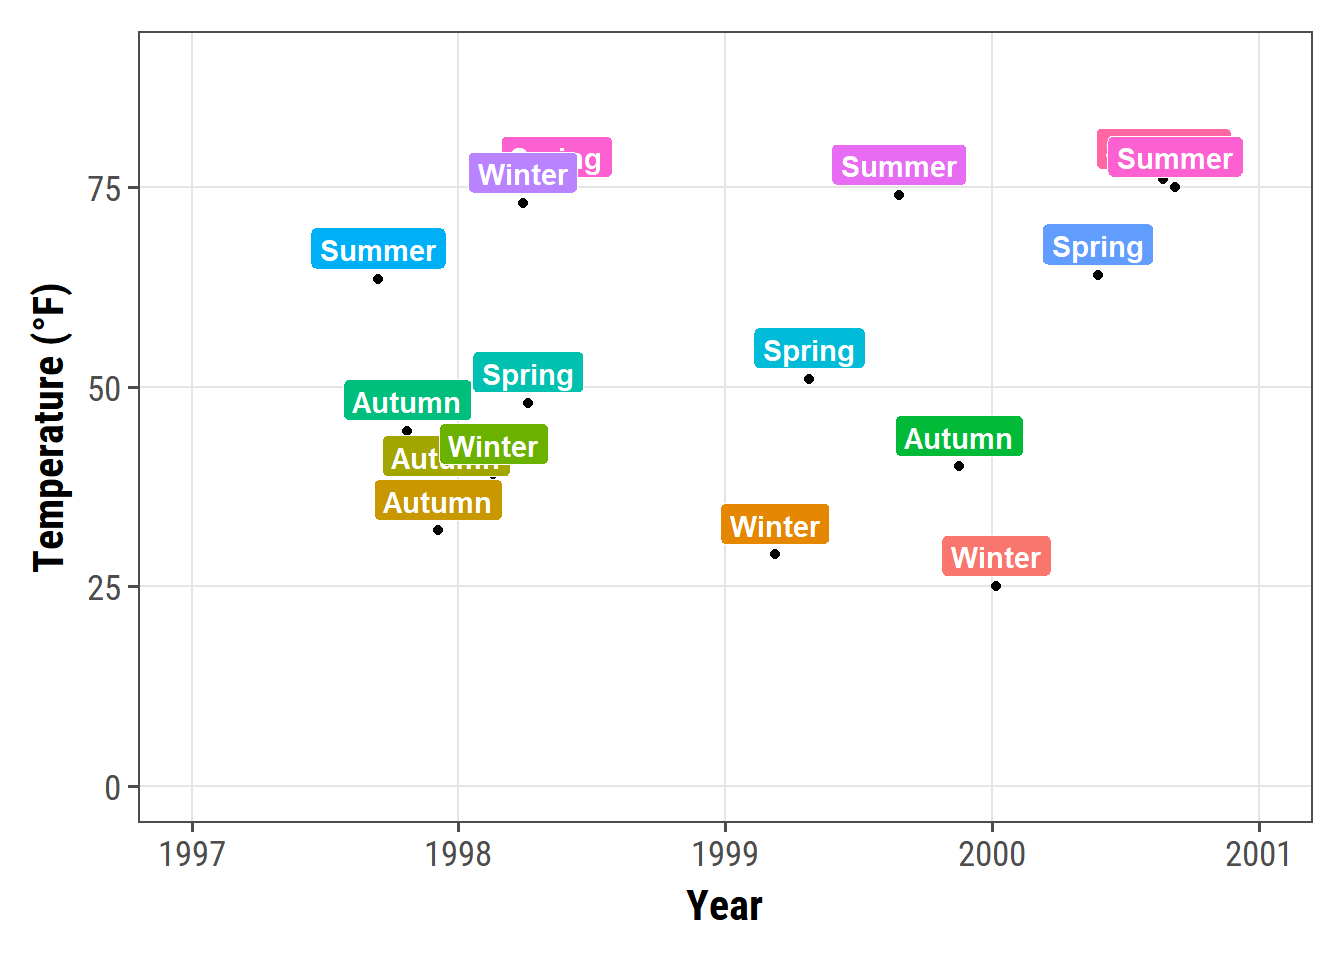 Spring
Summer
Winter
Summer
Summer
Spring
Spring
Spring
Autumn
Autumn
Winter
Autumn
Autumn
Winter
Winter
75
50
25
0
Temperature (°F)
1997 1998 1999 2000 2001
Year